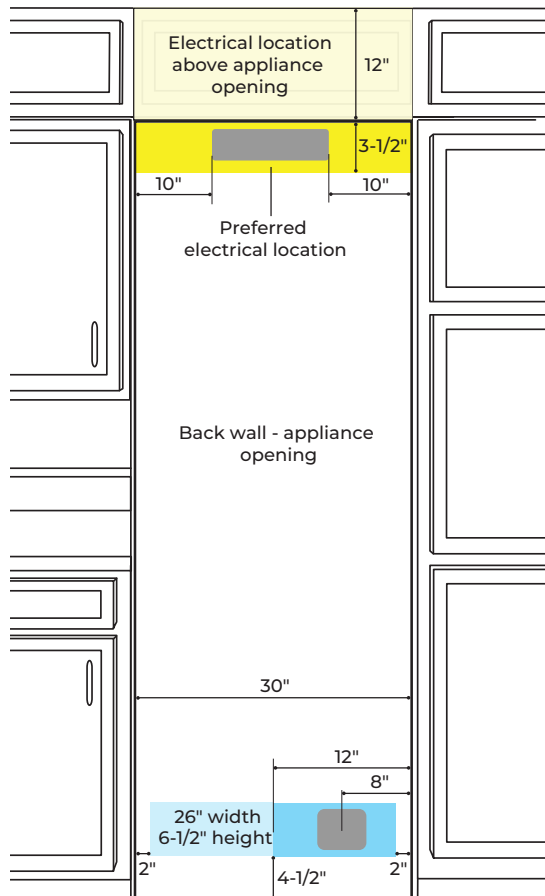 Electrical location
above appliance
opening
12"
3-1/2"
10"
10"
Preferred
electrical location
Back wall - appliance
opening
30"
12"
8"
26" width
6-1/2" height
2"
4-1/2"
2"